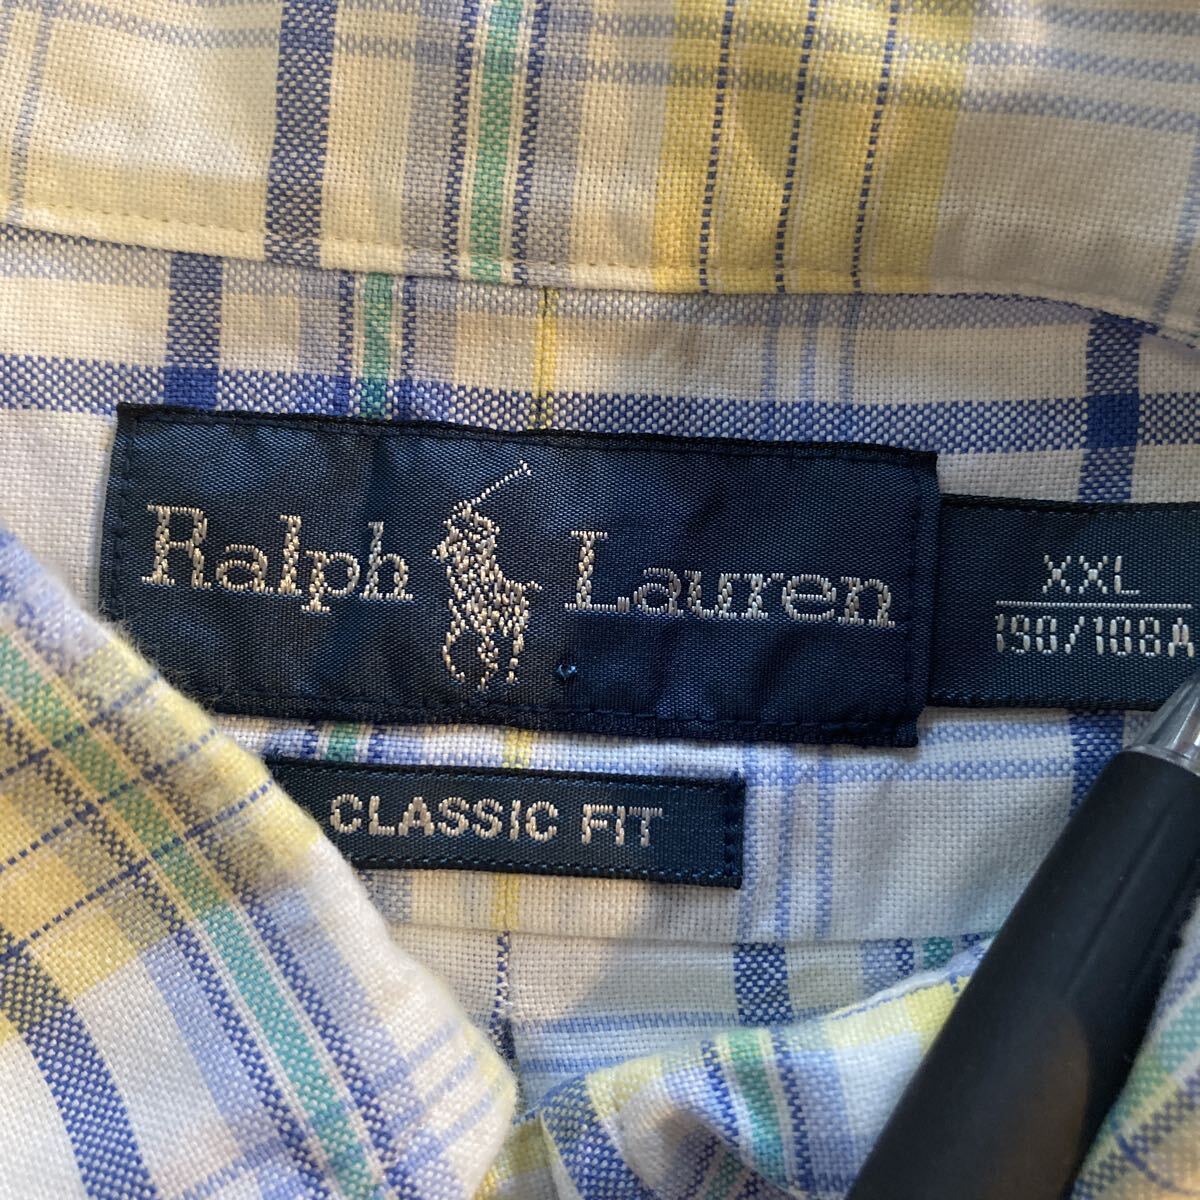 Ralph Lauren
XXL
190/108A
CLASSIC FIT